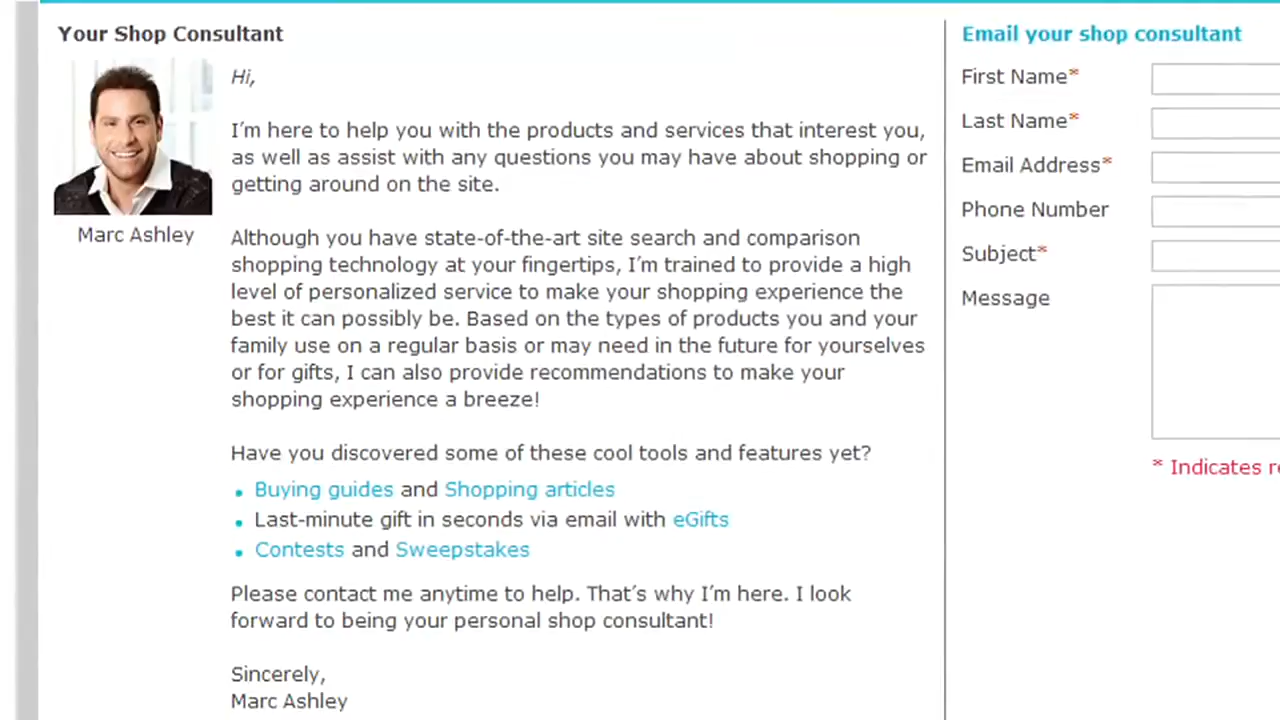 Your Shop Consultant
Marc Ashley
Hi,
I'm here to help you with the products and services that interest you,
as well as assist with any questions you may have about shopping or
getting around on the site.
Although you have state-of-the-art site search and comparison
shopping technology at your fingertips, I'm trained to provide a high
level of personalized service to make your shopping experience the
best it can possibly be. Based on the types of products you and your
family use on a regular basis or may need in the future for yourselves
or for gifts, I can also provide recommendations to make your
shopping experience a breeze!
Have you discovered some of these cool tools and features yet?
• Buying guides and Shopping articles
• Last-minute gift in seconds via email with eGifts
• Contests and Sweepstakes
Please contact me anytime to help. That's why I'm here. I look
forward to being your personal shop consultant!
Sincerely,
Marc Ashley
Email your shop consultant
First Name*
Last Name*
Email Address*
Phone Number
Subject*
Message
* Indicates